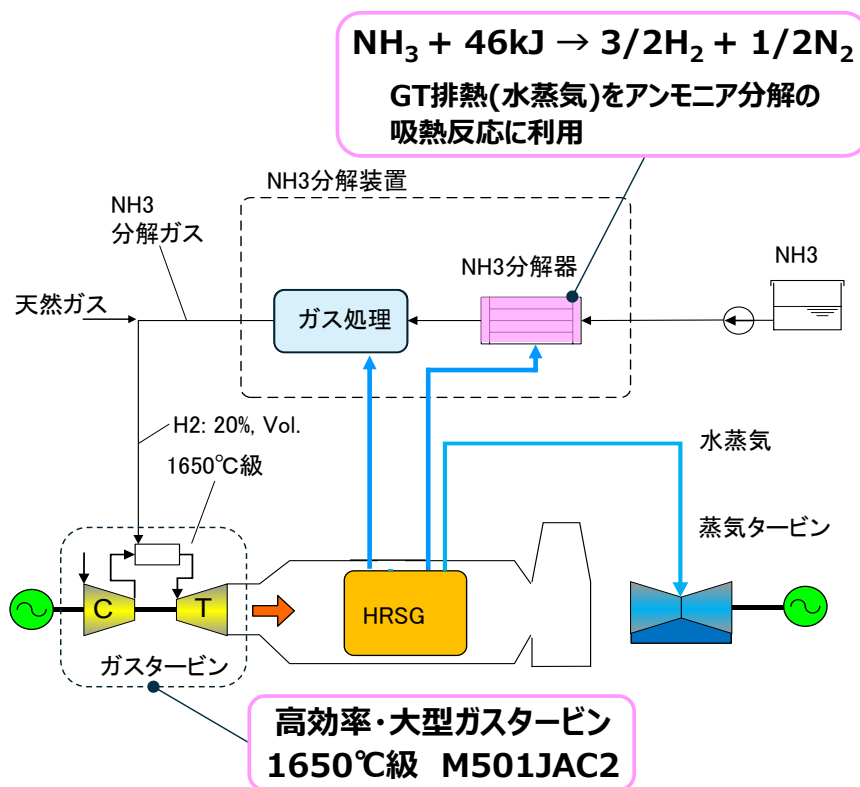 NH₃ + 46kJ → 3/2H₂ + 1/2N₂
GT排熱(水蒸気)をアンモニア分解の
吸熱反応に利用
NH3分解装置
NH3
分解ガス
NH3分解器
NH3
天然ガス
ガス処理
H2: 20%, Vol.
1650℃級
水蒸気
蒸気タービン
C
T
HRSG
ガスタービン
高効率・大型ガスタービン
1650℃級 M501JAC2